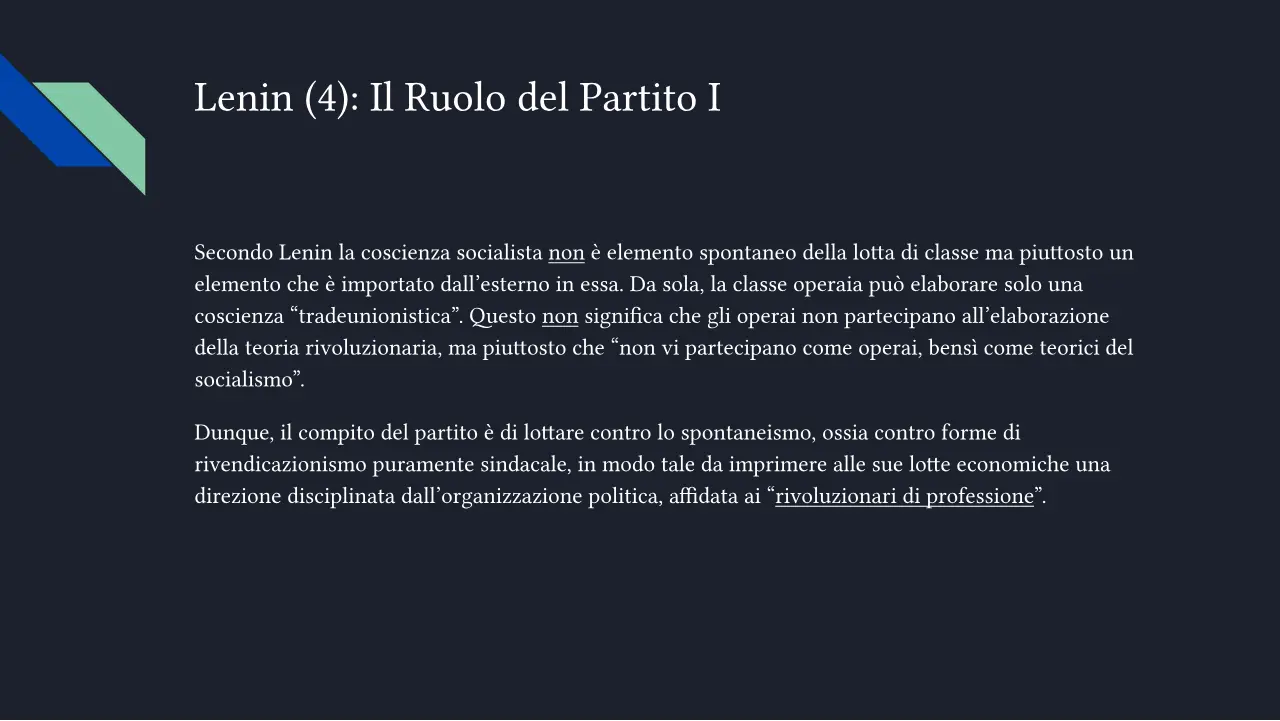 Lenin (4): Il Ruolo del Partito I
Secondo Lenin la coscienza socialista non è elemento spontaneo della lotta di classe ma piuttosto un
elemento che è importato dall’esterno in essa. Da sola, la classe operaia può elaborare solo una
coscienza “tradeunionistica”. Questo non significa che gli operai non partecipano all’elaborazione
della teoria rivoluzionaria, ma piuttosto che “non vi partecipano come operai, bensì come teorici del
socialismo”.
Dunque, il compito del partito è di lottare contro lo spontaneismo, ossia contro forme di
rivendicazionismo puramente sindacale, in modo tale da imprimere alle sue lotte economiche una
direzione disciplinata dall’organizzazione politica, affidata ai “rivoluzionari di professione”.